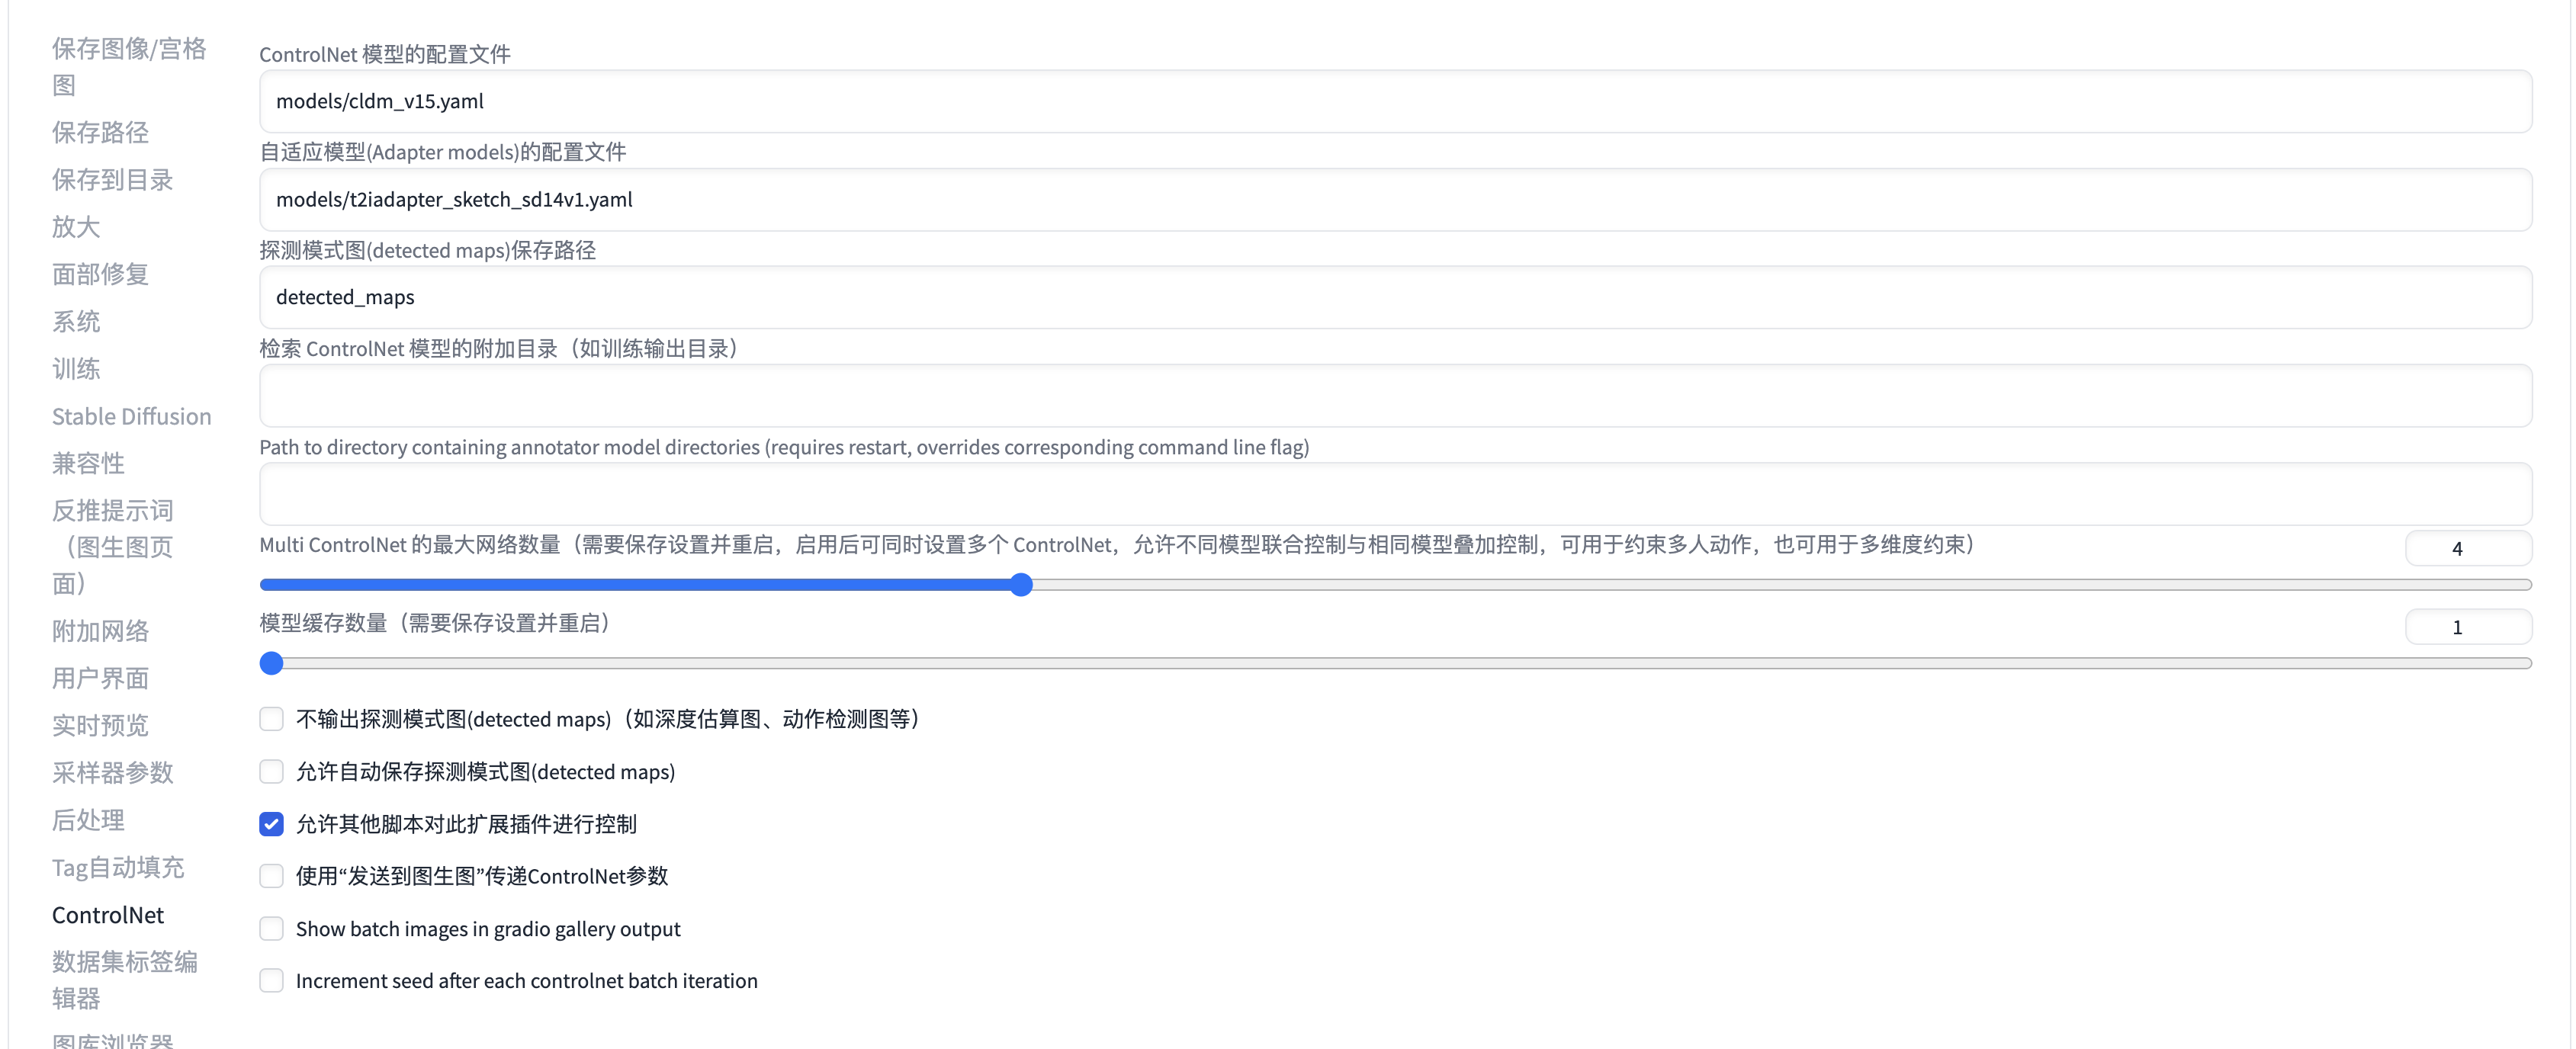 保存图像/宫格
图
保存路径
保存到目录
放大
面部修复
系统
训练
Stable Diffusion
兼容性
反推提示词
（图生图页
面）
附加网络
用户界面
实时预览
采样器参数
后处理
Tag自动填充
ControlNet
数据集标签编
辑器
图库浏览器
ControlNet 模型的配置文件
models/cldm_v15.yaml
自适应模型(Adapter models)的配置文件
models/t2iadapter_sketch_sd14v1.yaml
探测模式图(detected maps)保存路径
detected_maps
检索 ControlNet 模型的附加目录（如训练输出目录）
Path to directory containing annotator model directories (requires restart, overrides corresponding command line flag)
Multi ControlNet 的最大网络数量（需要保存设置并重启，启用后可同时设置多个 ControlNet，允许不同模型联合控制与相同模型叠加控制，可用于约束多人动作，也可用于多维度约束）
4
模型缓存数量（需要保存设置并重启）
1
不输出探测模式图(detected maps)（如深度估算图、动作检测图等）
允许自动保存探测模式图(detected maps)
允许其他脚本对此扩展插件进行控制
使用“发送到图生图”传递ControlNet参数
Show batch images in gradio gallery output
Increment seed after each controlnet batch iteration